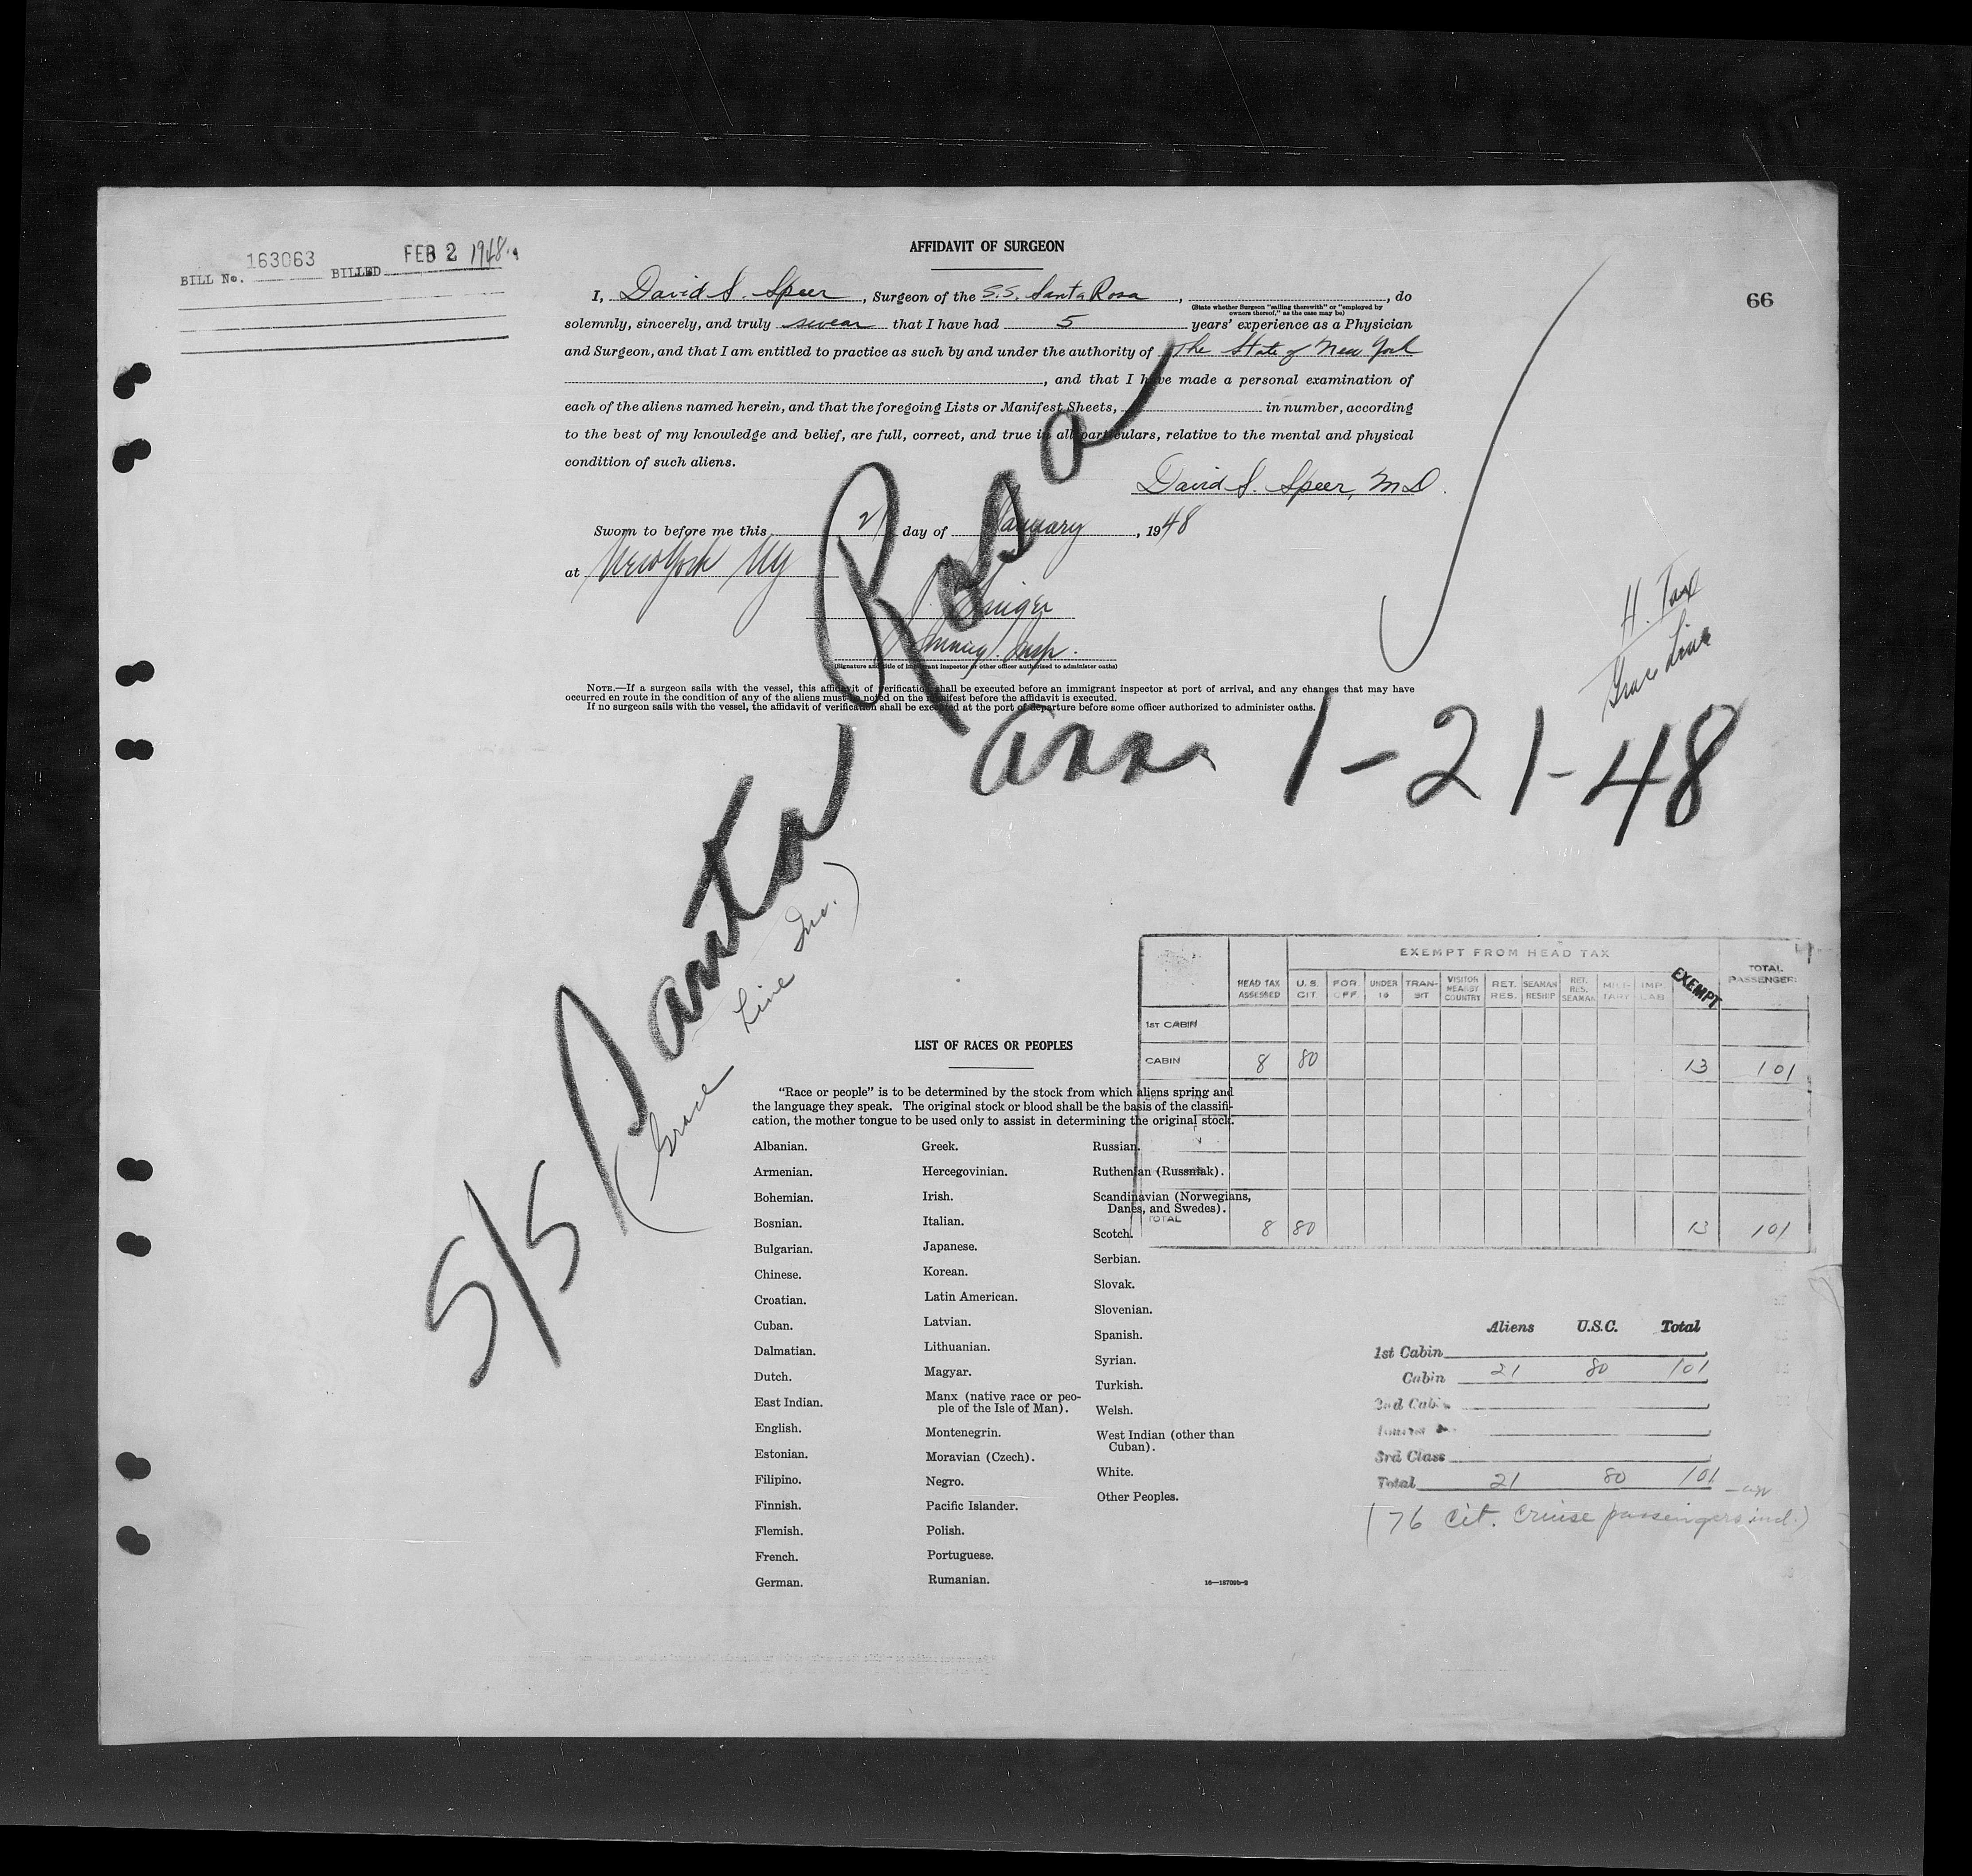 BILL No. 163063 BILLED FEB 2 1948
66
AFFIDAVIT OF SURGEON
I, David S. Speer, Surgeon of the S.S. Santa Rosa, , do
(State whether Surgeon "sailing therewith" or "employed by
owners thereof," as the case may be)
solemnly, sincerely, and truly swear that I have had 5 years' experience as a Physician
and Surgeon, and that I am entitled to practice as such by and under the authority of The State of New York
, and that I have made a personal examination of
each of the aliens named herein, and that the foregoing Lists or Manifest Sheets, in number, according
to the best of my knowledge and belief, are full, correct, and true in all particulars, relative to the mental and physical
condition of such aliens.
David S. Speer, M D.
Sworn to before me this 21 day of January, 1948
at New York NY
Immig. Insp.
(Signature and title of immigrant inspector or other officer authorized to administer oaths)
NOTE.—If a surgeon sails with the vessel, this affidavit of verification shall be executed before an immigrant inspector at port of arrival, and any changes that may have
occurred en route in the condition of any of the aliens must be noted on the manifest before the affidavit is executed.
If no surgeon sails with the vessel, the affidavit of verification shall be executed at the port of departure before some officer authorized to administer oaths.
H. Tax
Grace Line
S/S Santa Rosa
(Grace Line Inc.)
1-21-48
EXEMPT FROM HEAD TAX
HEAD TAX ASSESSED U.S. CIT. FOR. OFF UNDER 16 TRANSIT VISITOR NEARBY COUNTRY RET. RES. SEAMAN RESHIP RET. RES. SEAMAN MILITARY IMP. LAB EXEMPT TOTAL PASSENGERS
1ST CABIN
CABIN 8 80 13 101
TOTAL 8 80 13 101
LIST OF RACES OR PEOPLES
"Race or people" is to be determined by the stock from which aliens spring and
the language they speak. The original stock or blood shall be the basis of the classifi-
cation, the mother tongue to be used only to assist in determining the original stock.
Albanian.
Armenian.
Bohemian.
Bosnian.
Bulgarian.
Chinese.
Croatian.
Cuban.
Dalmatian.
Dutch.
East Indian.
English.
Estonian.
Filipino.
Finnish.
Flemish.
French.
German.
Greek.
Hercegovinian.
Irish.
Italian.
Japanese.
Korean.
Latin American.
Latvian.
Lithuanian.
Magyar.
Manx (native race or peo-
ple of the Isle of Man).
Montenegrin.
Moravian (Czech).
Negro.
Pacific Islander.
Polish.
Portuguese.
Rumanian.
Russian.
Ruthenian (Russniak).
Scandinavian (Norwegians,
Danes, and Swedes).
Scotch.
Serbian.
Slovak.
Slovenian.
Spanish.
Syrian.
Turkish.
Welsh.
West Indian (other than
Cuban).
White.
Other Peoples.
16—18709b-2
Aliens U.S.C. Total
1st Cabin
Cabin 21 80 101
2nd Cabin
Tourist
3rd Class
Total 21 80 101
(76 cit. cruise passengers incl.)